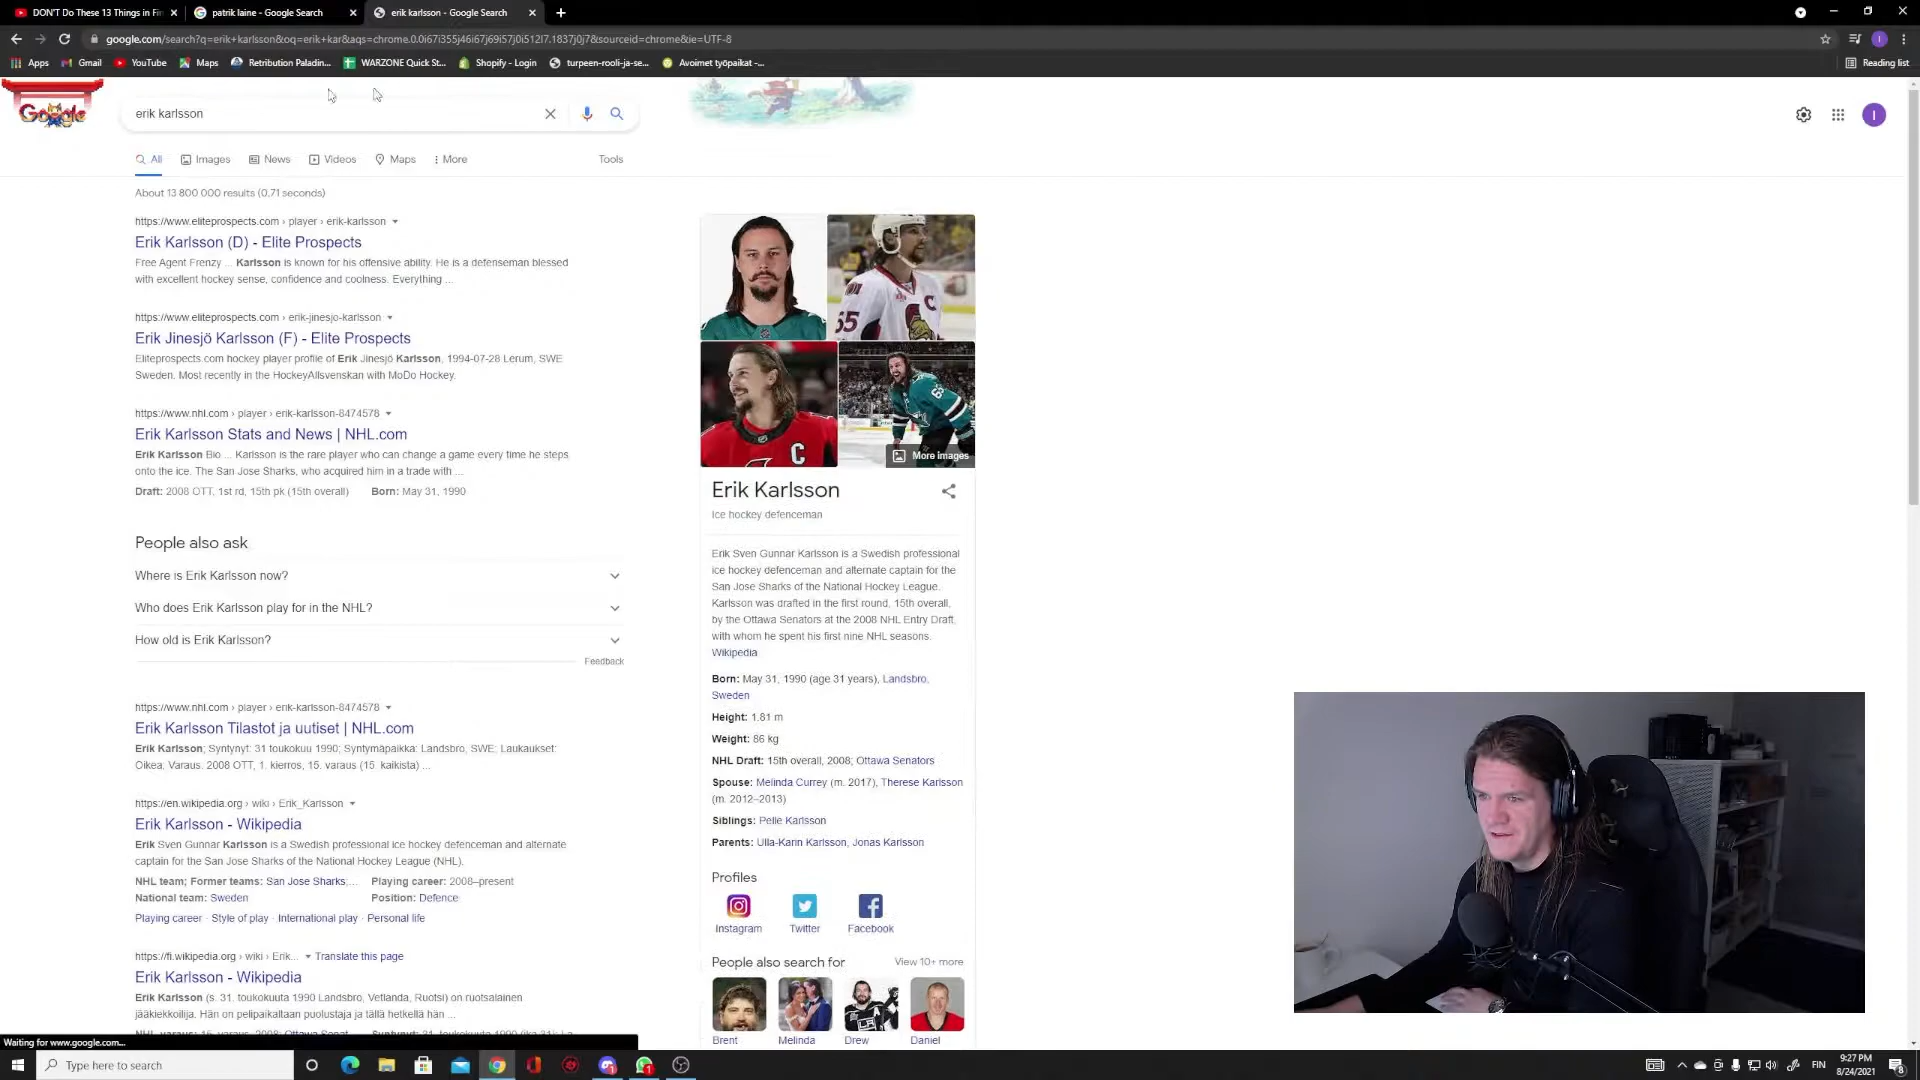 DON'T Do These 13 Things in Fin
patrik laine - Google Search
erik karlsson - Google Search
google.com/search?q=erik+karlsson&oq=erik+kar&aqs=chrome.0.0i67i355j46i67j69i57j0i512l7.1837j0j7&sourceid=chrome&ie=UTF-8
Apps
Gmail
YouTube
Maps
Retribution Paladin...
WARZONE Quick St...
Shopify - Login
turpeen-rooli-ja-se...
Avoimet työpaikat -...
Reading list
Google
erik karlsson
I
All
Images
News
Videos
Maps
More
Tools
About 13 800 000 results (0.71 seconds)
https://www.eliteprospects.com › player › erik-karlsson
Erik Karlsson (D) - Elite Prospects
Free Agent Frenzy ... Karlsson is known for his offensive ability. He is a defenseman blessed
with excellent hockey sense, confidence and coolness. Everything ...
https://www.eliteprospects.com › erik-jinesjo-karlsson
Erik Jinesjö Karlsson (F) - Elite Prospects
Eliteprospects.com hockey player profile of Erik Jinesjö Karlsson, 1994-07-28 Lerum, SWE
Sweden. Most recently in the HockeyAllsvenskan with MoDo Hockey.
https://www.nhl.com › player › erik-karlsson-8474578
Erik Karlsson Stats and News | NHL.com
Erik Karlsson Bio ... Karlsson is the rare player who can change a game every time he steps
onto the ice. The San Jose Sharks, who acquired him in a trade with ...
Draft: 2008 OTT, 1st rd, 15th pk (15th overall) Born: May 31, 1990
People also ask
Where is Erik Karlsson now?
Who does Erik Karlsson play for in the NHL?
How old is Erik Karlsson?
Feedback
https://www.nhl.com › player › erik-karlsson-8474578
Erik Karlsson Tilastot ja uutiset | NHL.com
Erik Karlsson; Syntynyt: 31 toukokuu 1990; Syntymäpaikka: Landsbro, SWE; Laukaukset:
Oikea; Varaus. 2008 OTT, 1. kierros, 15. varaus (15 kaikista) ...
https://en.wikipedia.org › wiki › Erik_Karlsson
Erik Karlsson - Wikipedia
Erik Sven Gunnar Karlsson is a Swedish professional ice hockey defenceman and alternate
captain for the San Jose Sharks of the National Hockey League (NHL).
NHL team; Former teams: San Jose Sharks;... Playing career: 2008–present
National team: Sweden Position: Defence
Playing career · Style of play · International play · Personal life
https://fi.wikipedia.org › wiki › Erik... Translate this page
Erik Karlsson - Wikipedia
Erik Karlsson (s. 31. toukokuuta 1990 Landsbro, Vetlanda, Ruotsi) on ruotsalainen
jääkiekkoilija. Hän on pelipaikaltaan puolustaja ja tällä hetkellä hän ...
65
C
C
65
More images
Erik Karlsson
Ice hockey defenceman
Erik Sven Gunnar Karlsson is a Swedish professional
ice hockey defenceman and alternate captain for the
San Jose Sharks of the National Hockey League.
Karlsson was drafted in the first round, 15th overall,
by the Ottawa Senators at the 2008 NHL Entry Draft,
with whom he spent his first nine NHL seasons.
Wikipedia
Born: May 31, 1990 (age 31 years), Landsbro,
Sweden
Height: 1.81 m
Weight: 86 kg
NHL Draft: 15th overall, 2008; Ottawa Senators
Spouse: Melinda Currey (m. 2017), Therese Karlsson
(m. 2012–2013)
Siblings: Pelle Karlsson
Parents: Ulla-Karin Karlsson, Jonas Karlsson
Profiles
Instagram
Twitter
Facebook
People also search for
View 10+ more
Brent
Melinda
Drew
Daniel
Waiting for www.google.com...
Type here to search
FIN
9:27 PM
8/24/2021